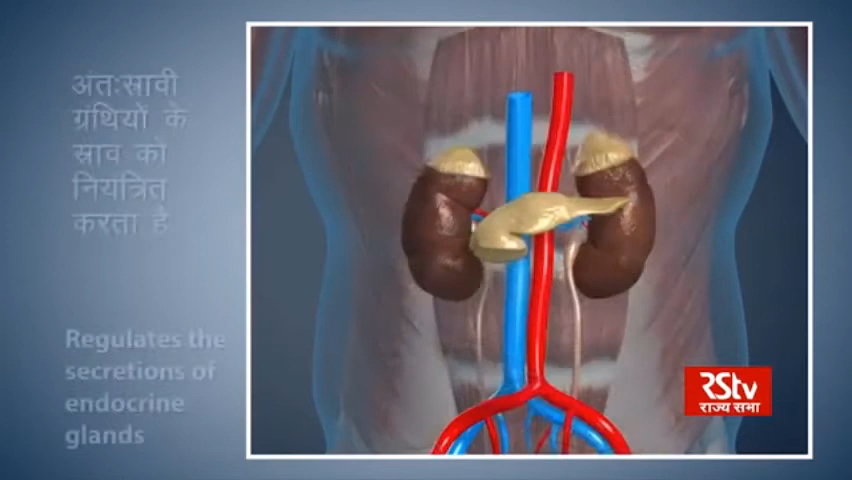 अंतःस्रावी
ग्रंथियों के
स्राव को
नियंत्रित
करता है
Regulates the
secretions of
endocrine
glands
RStv
राज्य सभा